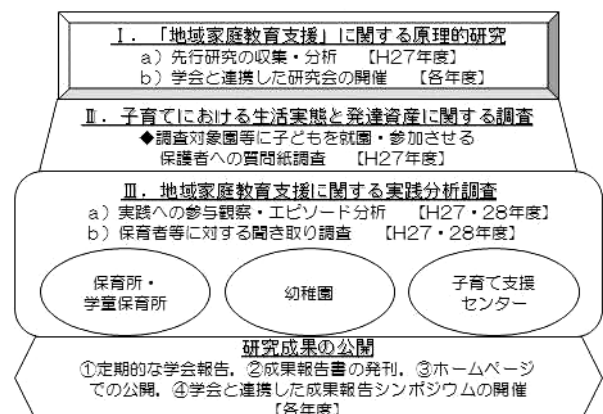 Ⅰ．「地域家庭教育支援」に関する原理的研究
a）先行研究の収集・分析　【H27年度】
b）学会と連携した研究会の開催　【各年度】
Ⅱ．子育てにおける生活実態と発達資産に関する調査
◆調査対象園等に子どもを就園・参加させる
保護者への質問紙調査　【H27年度】
Ⅲ．地域家庭教育支援に関する実践分析調査
a）実践への参与観察・エピソード分析　【H27・28年度】
b）保育者等に対する聞き取り調査　【H27・28年度】
保育所・
学童保育所
幼稚園
子育て支援
センター
研究成果の公開
①定期的な学会報告，②成果報告書の発刊，③ホームページ
での公開，④学会と連携した成果報告シンポジウムの開催
【各年度】